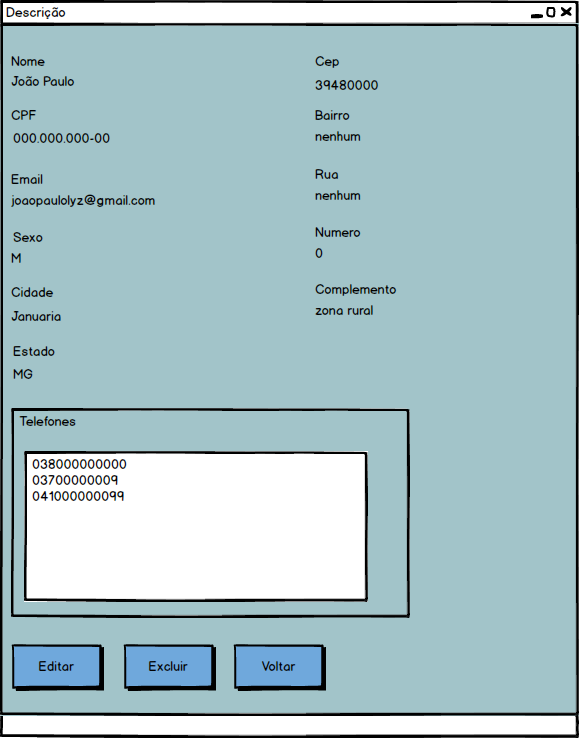 Descrição
Nome
João Paulo
CPF
000.000.000-00
Email
joaopaulolyz@gmail.com
Sexo
M
Cidade
Januaria
Estado
MG
Cep
39480000
Bairro
nenhum
Rua
nenhum
Numero
0
Complemento
zona rural
Telefones
038000000000
03700000009
041000000099
Editar
Excluir
Voltar